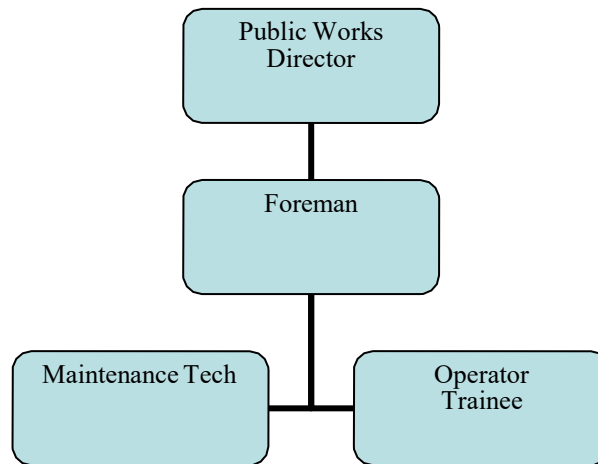 Public Works
Director
Foreman
Maintenance Tech
Operator
Trainee